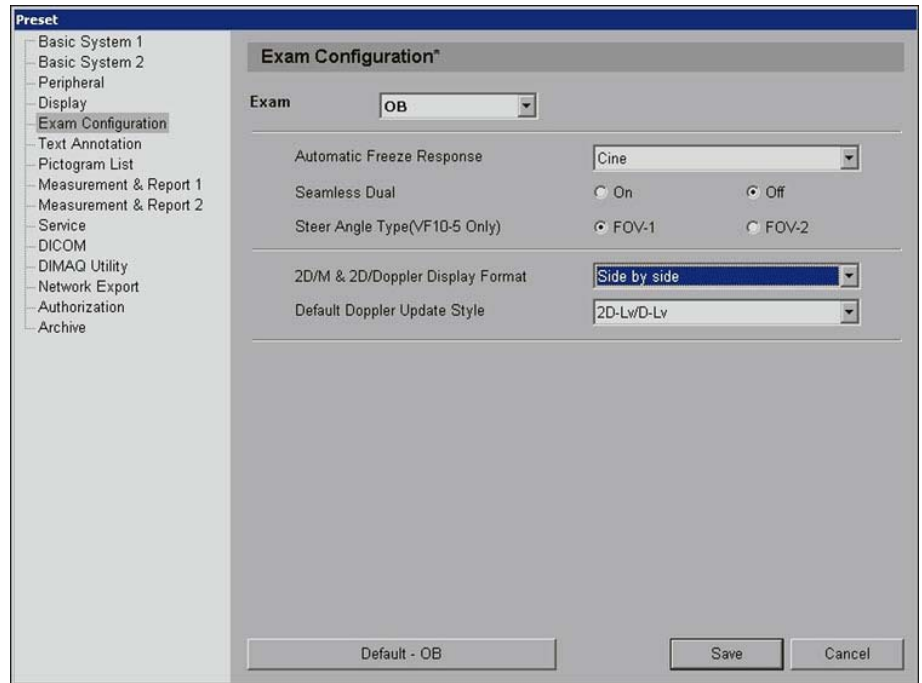 Preset
Basic System 1
Basic System 2
Peripheral
Display
Exam Configuration
Text Annotation
Pictogram List
Measurement & Report 1
Measurement & Report 2
Service
DICOM
DIMAQ Utility
Network Export
Authorization
Archive
Exam Configuration*
Exam OB
Automatic Freeze Response Cine
Seamless Dual On Off
Steer Angle Type(VF10-5 Only) FOV-1 FOV-2
2D/M & 2D/Doppler Display Format Side by side
Default Doppler Update Style 2D-Lv/D-Lv
Default - OB Save Cancel